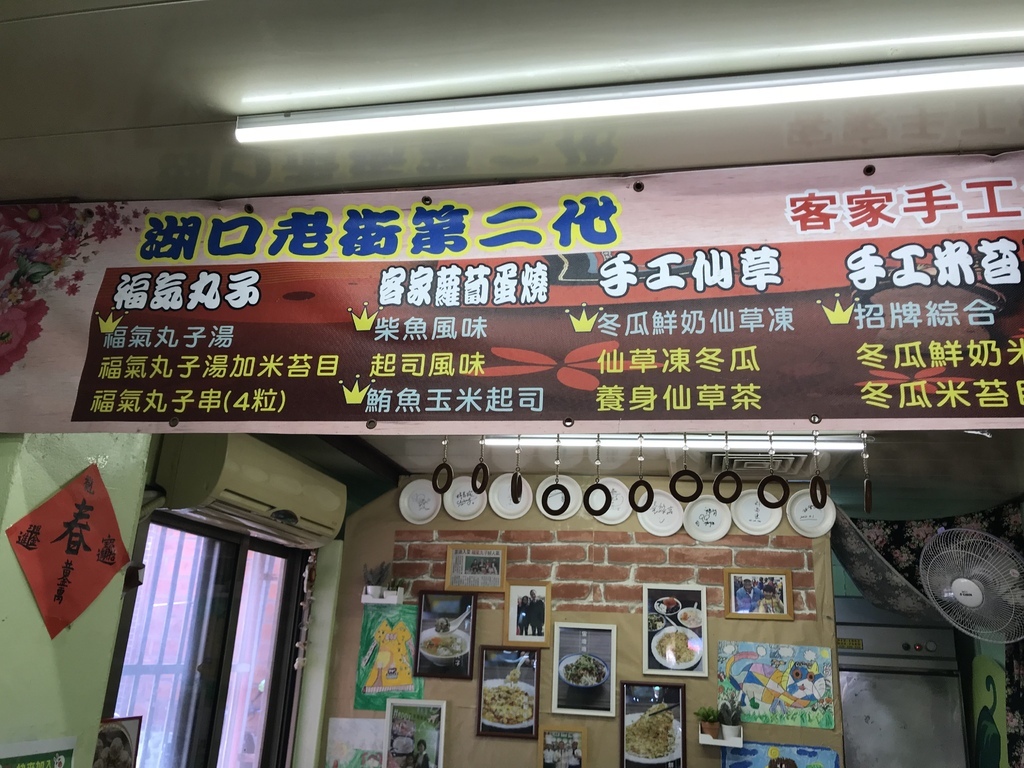 湖口老街第二代
客家手工
福氣丸子
福氣丸子湯
福氣丸子湯加米苔目
福氣丸子串(4粒)
客家蘿蔔蛋燒
柴魚風味
起司風味
鮪魚玉米起司
手工仙草
冬瓜鮮奶仙草凍
仙草凍冬瓜
養身仙草茶
手工米苔
招牌綜合
冬瓜鮮奶米
冬瓜米苔目
春